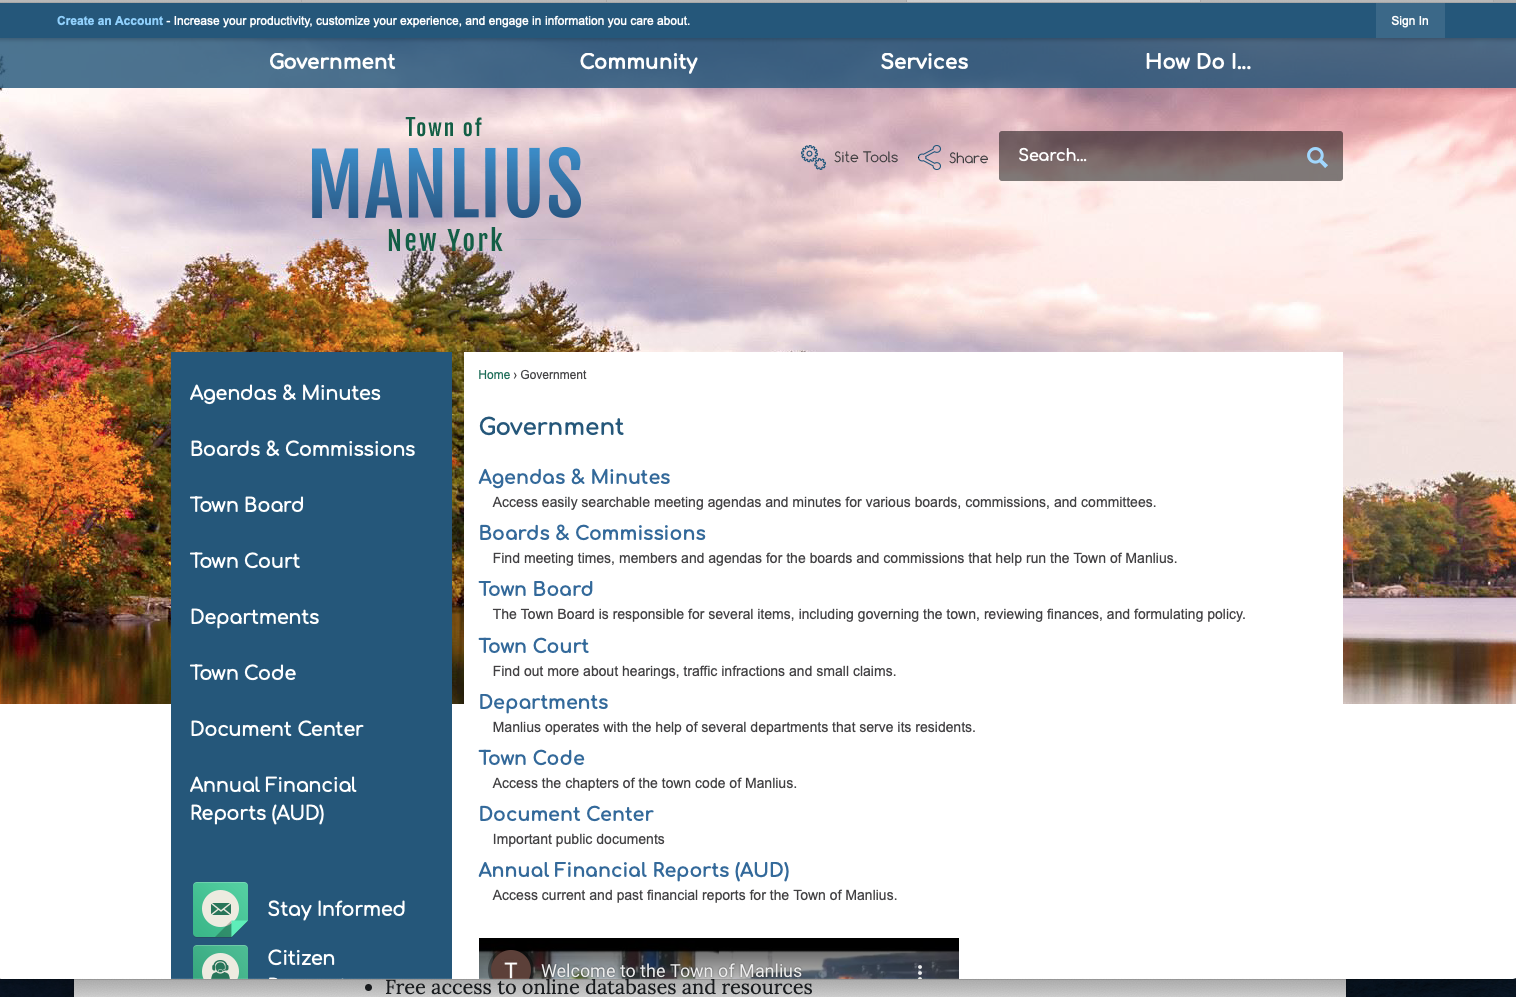 Create an Account - Increase your productivity, customize your experience, and engage in information you care about.
Sign In
Government
Community
Services
How Do I...
Town of
MANLIUS
New York
Site Tools
Share
Search...
Agendas & Minutes
Boards & Commissions
Town Board
Town Court
Departments
Town Code
Document Center
Annual Financial
Reports (AUD)
Stay Informed
Citizen
Home › Government
Government
Agendas & Minutes
Access easily searchable meeting agendas and minutes for various boards, commissions, and committees.
Boards & Commissions
Find meeting times, members and agendas for the boards and commissions that help run the Town of Manlius.
Town Board
The Town Board is responsible for several items, including governing the town, reviewing finances, and formulating policy.
Town Court
Find out more about hearings, traffic infractions and small claims.
Departments
Manlius operates with the help of several departments that serve its residents.
Town Code
Access the chapters of the town code of Manlius.
Document Center
Important public documents
Annual Financial Reports (AUD)
Access current and past financial reports for the Town of Manlius.
T
Welcome to the Town of Manlius
• Free access to online databases and resources